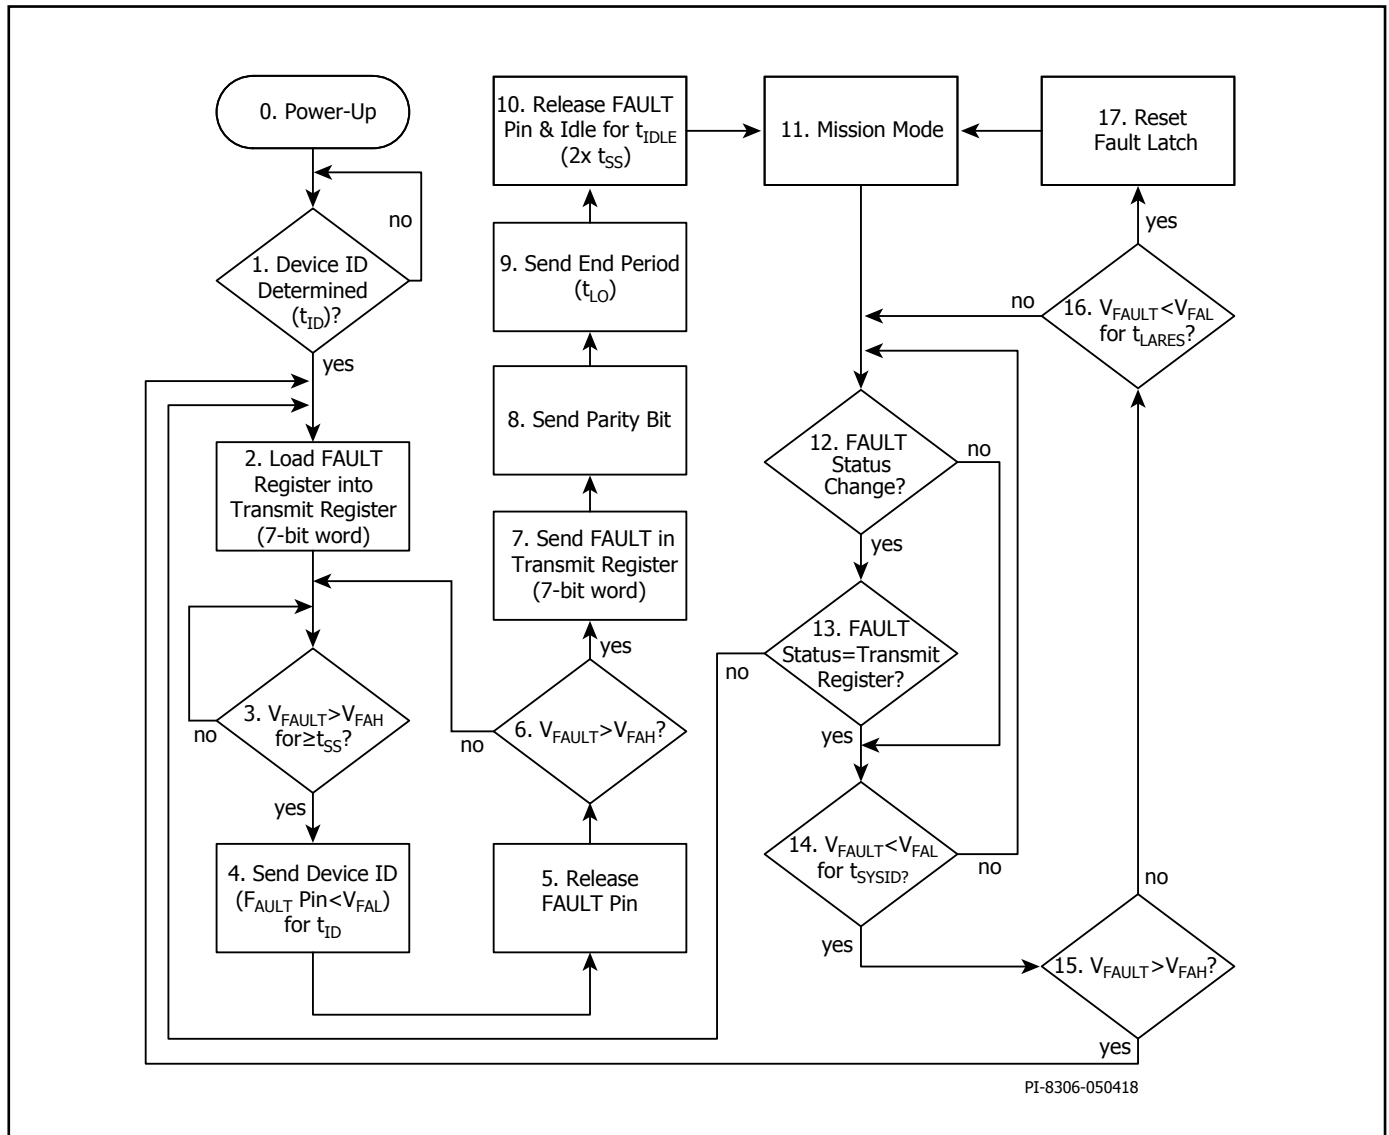 0. Power-Up
no
1. Device ID
Determined
(tID)?
yes
2. Load FAULT
Register into
Transmit Register
(7-bit word)
3. VFAULT>VFAH
for≥tSS?
no
yes
4. Send Device ID
(FAULT Pin<VFAL)
for tID
5. Release
FAULT Pin
6. VFAULT>VFAH?
no
yes
7. Send FAULT in
Transmit Register
(7-bit word)
8. Send Parity Bit
9. Send End Period
(tLO)
10. Release FAULT
Pin & Idle for tIDLE
(2x tSS)
11. Mission Mode
12. FAULT
Status
Change?
no
yes
13. FAULT
Status=Transmit
Register?
no
yes
14. VFAULT<VFAL
for tSYSID?
no
yes
15. VFAULT>VFAH?
no
yes
16. VFAULT<VFAL
for tLARES?
no
yes
17. Reset
Fault Latch
PI-8306-050418